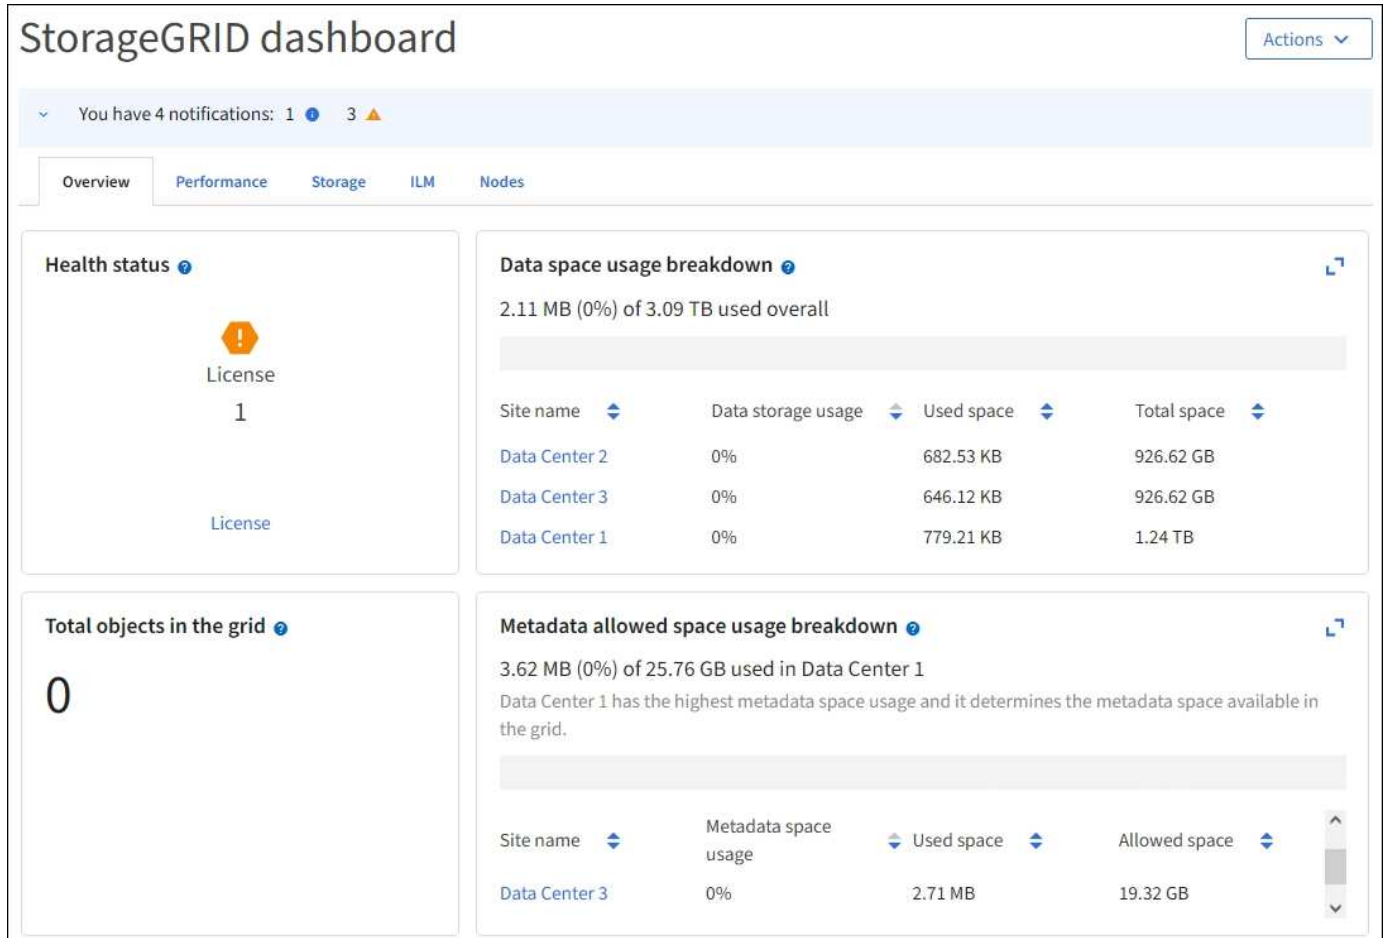 StorageGRID dashboard
Actions
You have 4 notifications: 1 3
Overview Performance Storage ILM Nodes
Health status
License
1
License
Data space usage breakdown
2.11 MB (0%) of 3.09 TB used overall
Site name Data storage usage Used space Total space
Data Center 2 0% 682.53 KB 926.62 GB
Data Center 3 0% 646.12 KB 926.62 GB
Data Center 1 0% 779.21 KB 1.24 TB
Total objects in the grid
0
Metadata allowed space usage breakdown
3.62 MB (0%) of 25.76 GB used in Data Center 1
Data Center 1 has the highest metadata space usage and it determines the metadata space available in
the grid.
Site name Metadata space usage Used space Allowed space
Data Center 3 0% 2.71 MB 19.32 GB